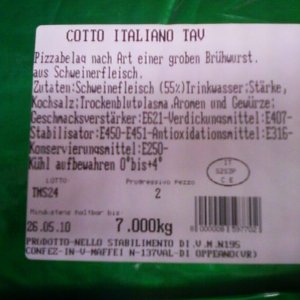 COTTO ITALIANO TAV
Pizzabelag nach Art einer groben Brühwurst.
aus Schweinefleisch,
Zutaten:Schweinefleisch (55%)Trinkwasser:Stärke,
Kochsalz:Trockenblutplasma,Aromen und Gewürze:
Geschmacksverstärker:E621-Verdickungsmittel:E407-
Stabilisator:E450-E451-Antioxidationsmittel:E316-
Konservierungsmittel:E250-
Kühl aufbewahren 0°bis+4°
IT
C E
LOTTO Progressivo Pezzo
TMS24 2
Mindestens haltbar bis:
26.05.10 7.000kg
PRODOTTO-NELLO STABILIMENTO DI.V.M.N195
CONFEZ-IN-V-MAFFEI N-137VAL-DI OPPEANO(VR)